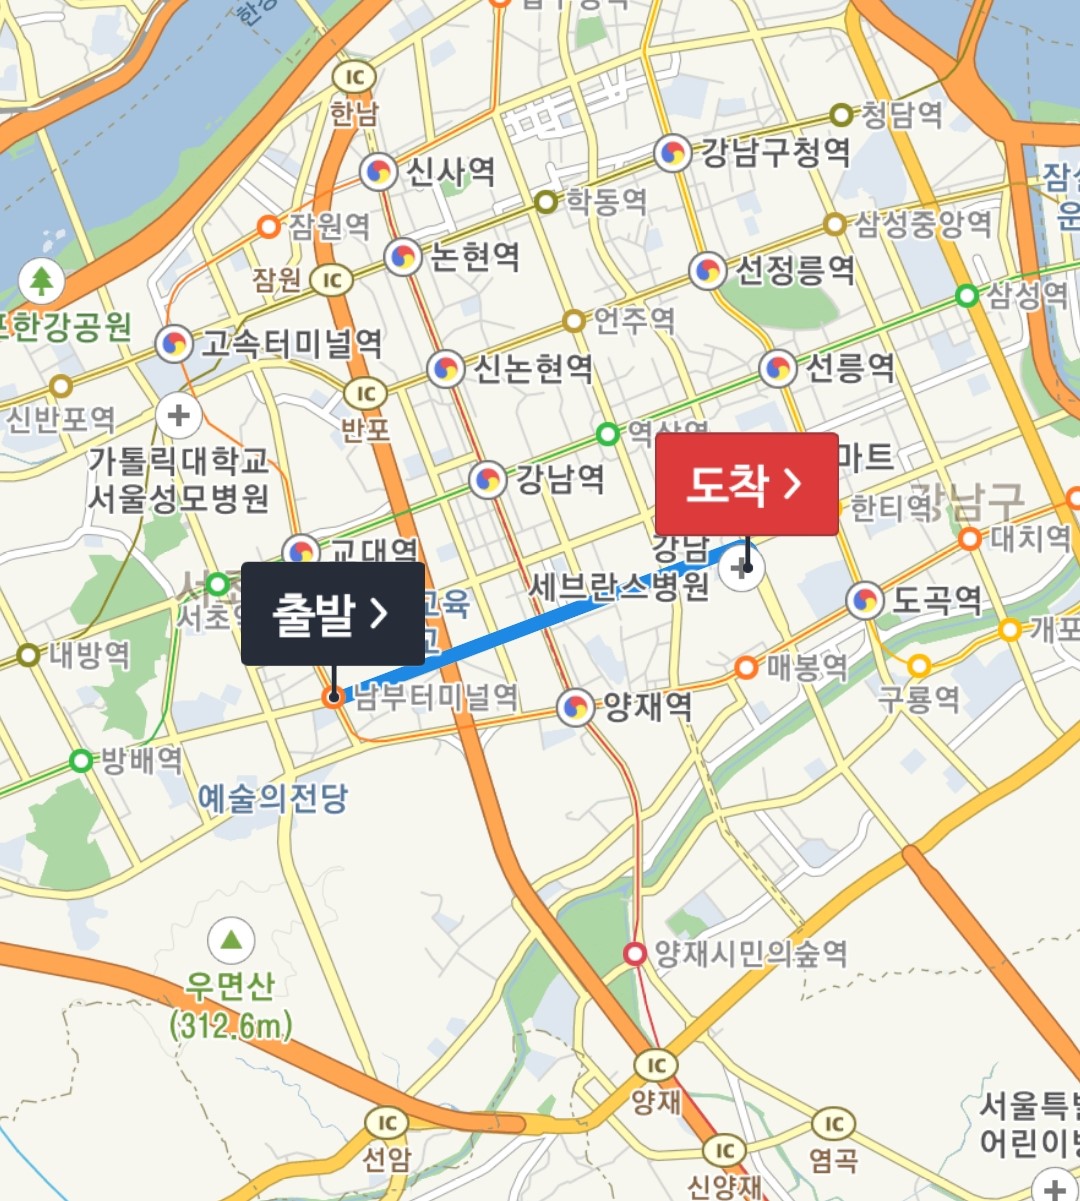 한강
IC
한남
청담역
신사역
강남구청역
학동역
잠원역
삼성중앙역
논현역
선정릉역
잠원
IC
삼성역
포한강공원
고속터미널역
언주역
신논현역
선릉역
신반포역
IC
반포
역삼역
가톨릭대학교
서울성모병원
강남역
마트
도착
한티역
강남구
대치역
교대역
강남
세브란스병원
출발
도곡역
개포
내방역
매봉역
구룡역
남부터미널역
양재역
방배역
예술의전당
양재시민의숲역
우면산
(312.6m)
IC
양재
서울특별
어린이병
IC
선암
IC
염곡
IC
신양재